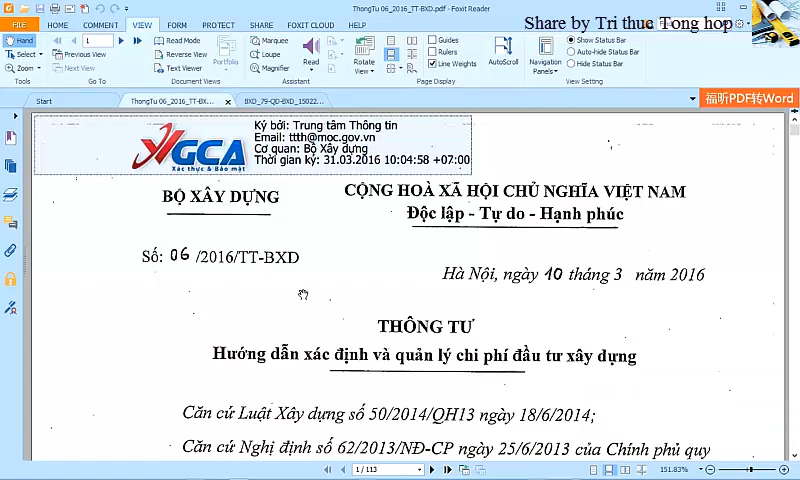 ThongTu 06_2016_TT-BXD.pdf - Foxit Reader
Share by Tri thuc Tong hop
FILE HOME COMMENT VIEW FORM PROTECT SHARE FOXIT CLOUD HELP
Hand
Select
Zoom
Tools
1
Previous View
Next View
Go To
Read Mode
Reverse View
Text Viewer
Portfolio
Document Views
Marquee
Loupe
Magnifier
Assistant
Read
Rotate View
Guides
Rulers
Line Weights
Page Display
AutoScroll
Navigation Panels
Show Status Bar
Auto-hide Status Bar
Hide Status Bar
View Setting
Start
ThongTu 06_2016_TT-BX...
BXD_79-QD-BXD_15022...
福昕PDF转Word
GCA
Xác thực & Bảo mật
Ký bởi: Trung tâm Thông tin
Email: ttth@moc.gov.vn
Cơ quan: Bộ Xây dựng
Thời gian ký: 31.03.2016 10:04:58 +07:00
BỘ XÂY DỰNG
CỘNG HOÀ XÃ HỘI CHỦ NGHĨA VIỆT NAM
Độc lập - Tự do - Hạnh phúc
Số: 06 /2016/TT-BXD
Hà Nội, ngày 10 tháng 3 năm 2016
THÔNG TƯ
Hướng dẫn xác định và quản lý chi phí đầu tư xây dựng
Căn cứ Luật Xây dựng số 50/2014/QH13 ngày 18/6/2014;
Căn cứ Nghị định số 62/2013/NĐ-CP ngày 25/6/2013 của Chính phủ quy
1 / 113
151.83%